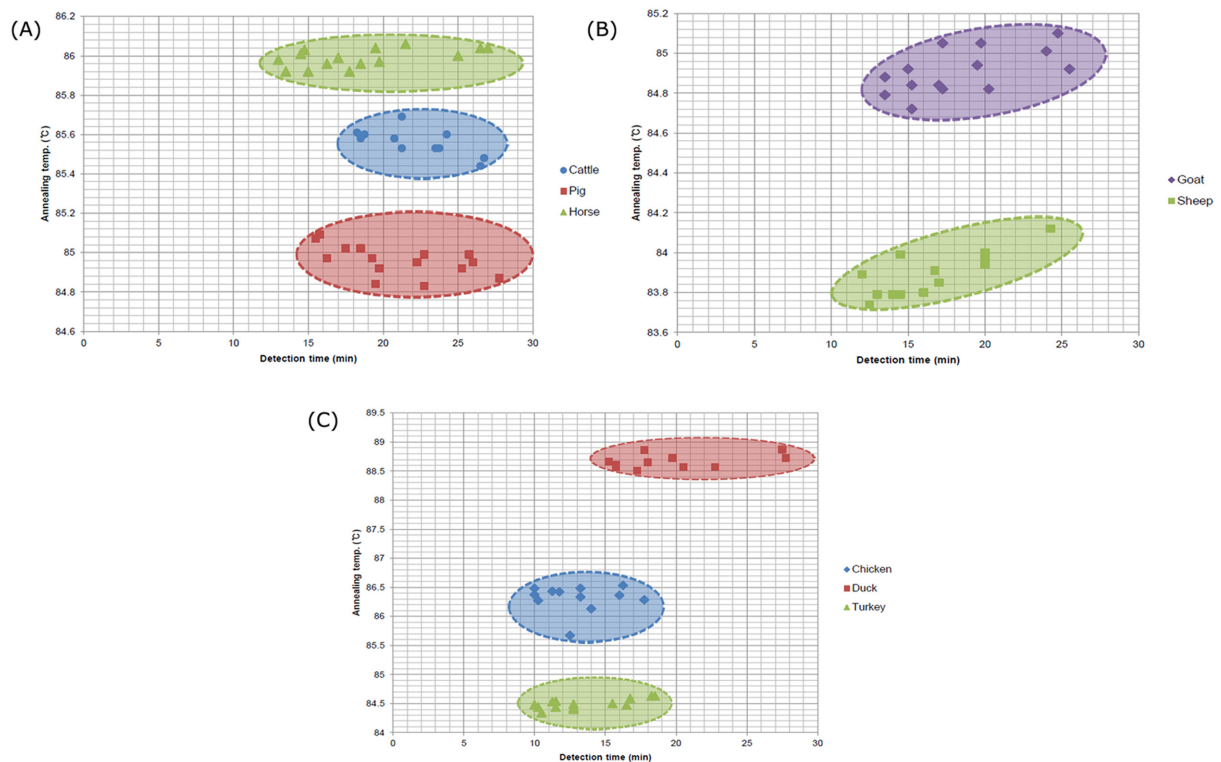 (A)
86.2
86
85.8
85.6
85.4
85.2
85
84.8
84.6
Annealing temp. (℃)
0 5 10 15 20 25 30
Detection time (min)
Cattle
Pig
Horse
(B)
85.2
85
84.8
84.6
84.4
84.2
84
83.8
83.6
Annealing temp. (℃)
0 5 10 15 20 25 30
Detection time (min)
Goat
Sheep
(C)
89.5
89
88.5
88
87.5
87
86.5
86
85.5
85
84.5
84
Annealing temp. (℃)
0 5 10 15 20 25 30
Detection time (min)
Chicken
Duck
Turkey